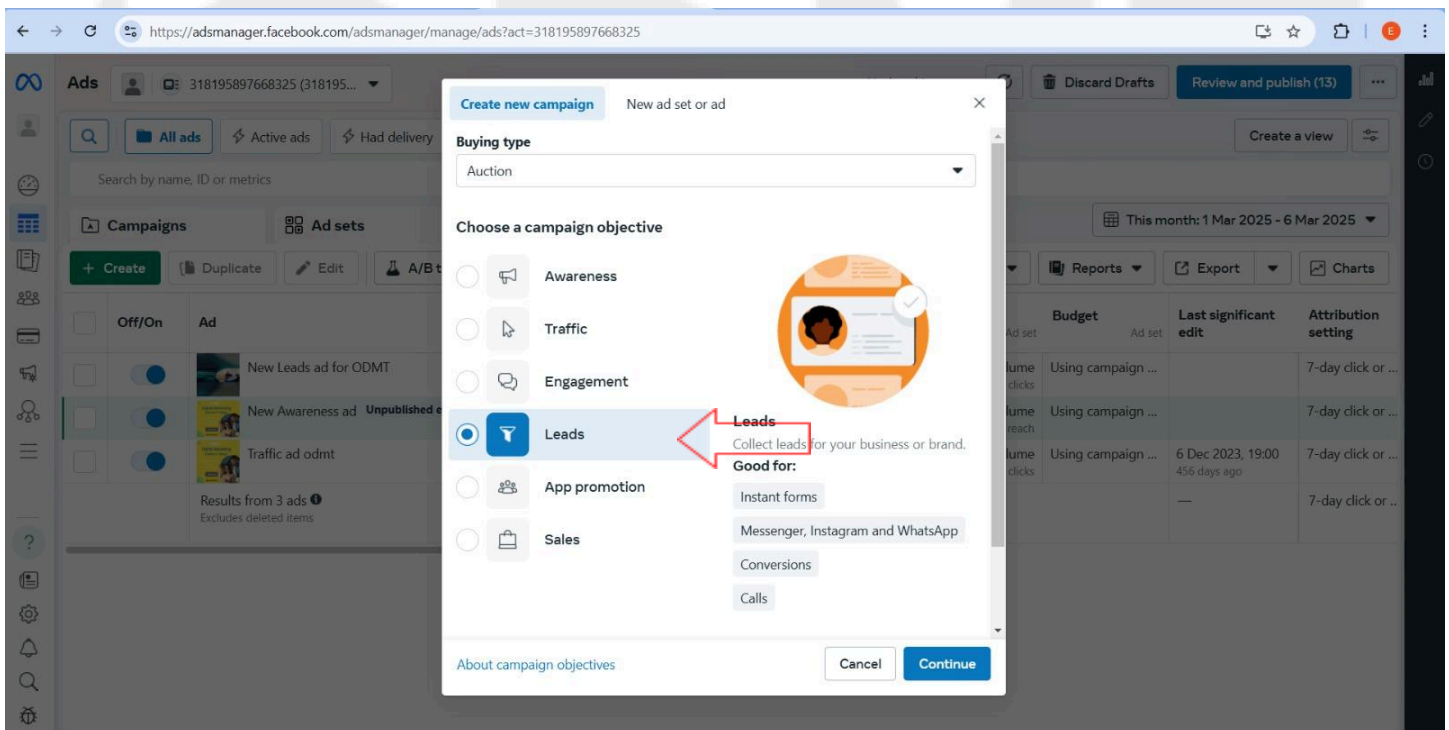 https://adsmanager.facebook.com/adsmanager/manage/ads?act=318195897668325
E
Ads
318195897668325 (318195...
Discard Drafts
Review and publish (13)
...
All ads
Active ads
Had delivery
Create a view
Search by name, ID or metrics
Campaigns
Ad sets
This month: 1 Mar 2025 - 6 Mar 2025
+ Create
Duplicate
Edit
A/B t
Reports
Export
Charts
Off/On
Ad
Ad set
Budget
Ad set
Last significant edit
Attribution setting
New Leads ad for ODMT
lume
clicks
Using campaign ...
7-day click or ...
New Awareness ad Unpublished e
lume
reach
Using campaign ...
7-day click or ...
Traffic ad odmt
lume
clicks
Using campaign ...
6 Dec 2023, 19:00
456 days ago
7-day click or ...
Results from 3 ads
Excludes deleted items
—
7-day click or ..
Create new campaign
New ad set or ad
Buying type
Auction
Choose a campaign objective
Awareness
Traffic
Engagement
Leads
App promotion
Sales
Leads
Collect leads for your business or brand.
Good for:
Instant forms
Messenger, Instagram and WhatsApp
Conversions
Calls
About campaign objectives
Cancel
Continue